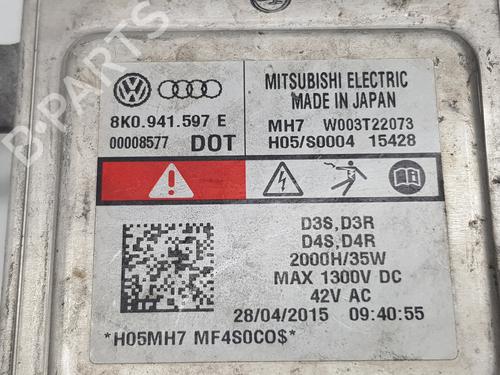 MITSUBISHI ELECTRIC
MADE IN JAPAN
8K0.941.597 E
00008577 DOT
MH7 W003T22073
H05/S0004 15428
D3S,D3R
D4S,D4R
2000H/35W
MAX 1300V DC
42V AC
28/04/2015 09:40:55
*H05MH7 MF4S0CO$*
B-PARTS